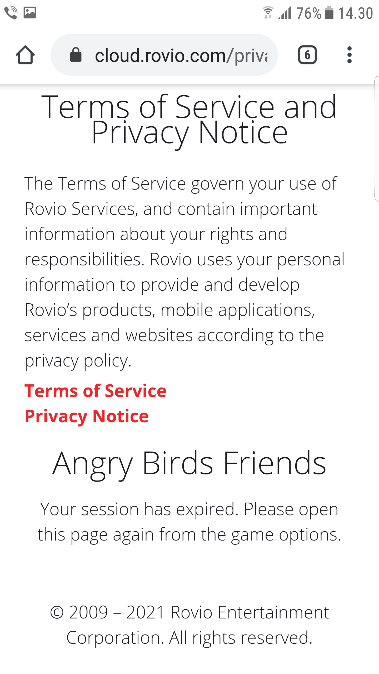 76% 14.30
cloud.rovio.com/priva
6
Terms of Service and
Privacy Notice
The Terms of Service govern your use of
Rovio Services, and contain important
information about your rights and
responsibilities. Rovio uses your personal
information to provide and develop
Rovio's products, mobile applications,
services and websites according to the
privacy policy.
Terms of Service
Privacy Notice
Angry Birds Friends
Your session has expired. Please open
this page again from the game options.
© 2009 – 2021 Rovio Entertainment
Corporation. All rights reserved.